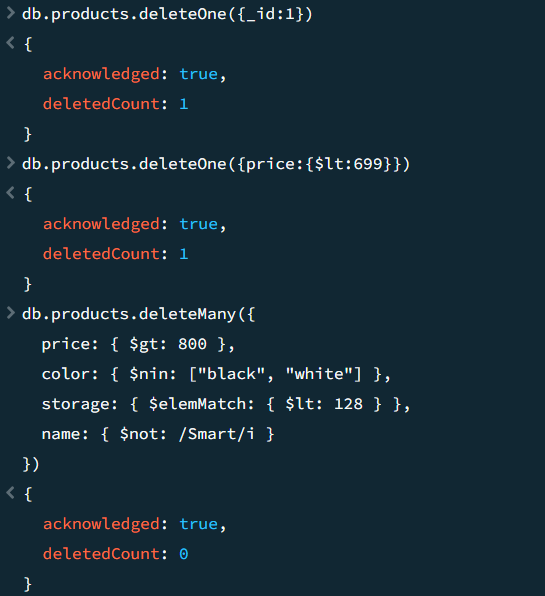 > db.products.deleteOne({_id:1})
< {
acknowledged: true,
deletedCount: 1
}
> db.products.deleteOne({price:{$lt:699}})
< {
acknowledged: true,
deletedCount: 1
}
> db.products.deleteMany({
price: { $gt: 800 },
color: { $nin: ["black", "white"] },
storage: { $elemMatch: { $lt: 128 } },
name: { $not: /Smart/i }
})
< {
acknowledged: true,
deletedCount: 0
}